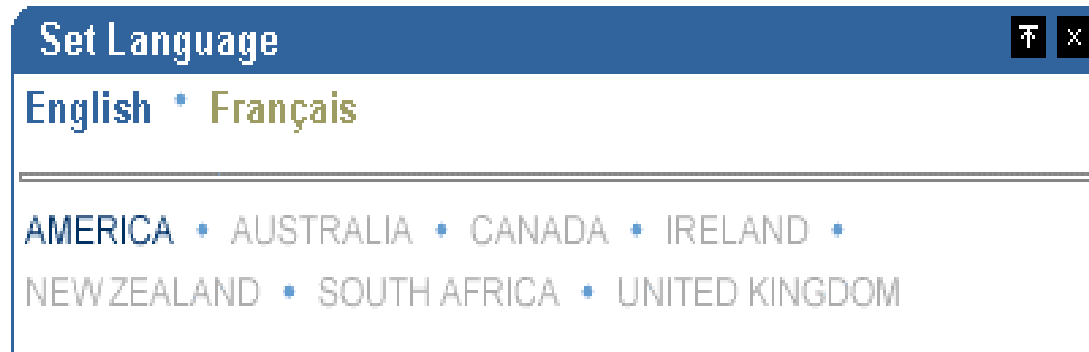 Set Language
English • Français
AMERICA • AUSTRALIA • CANADA • IRELAND •
NEW ZEALAND • SOUTH AFRICA • UNITED KINGDOM